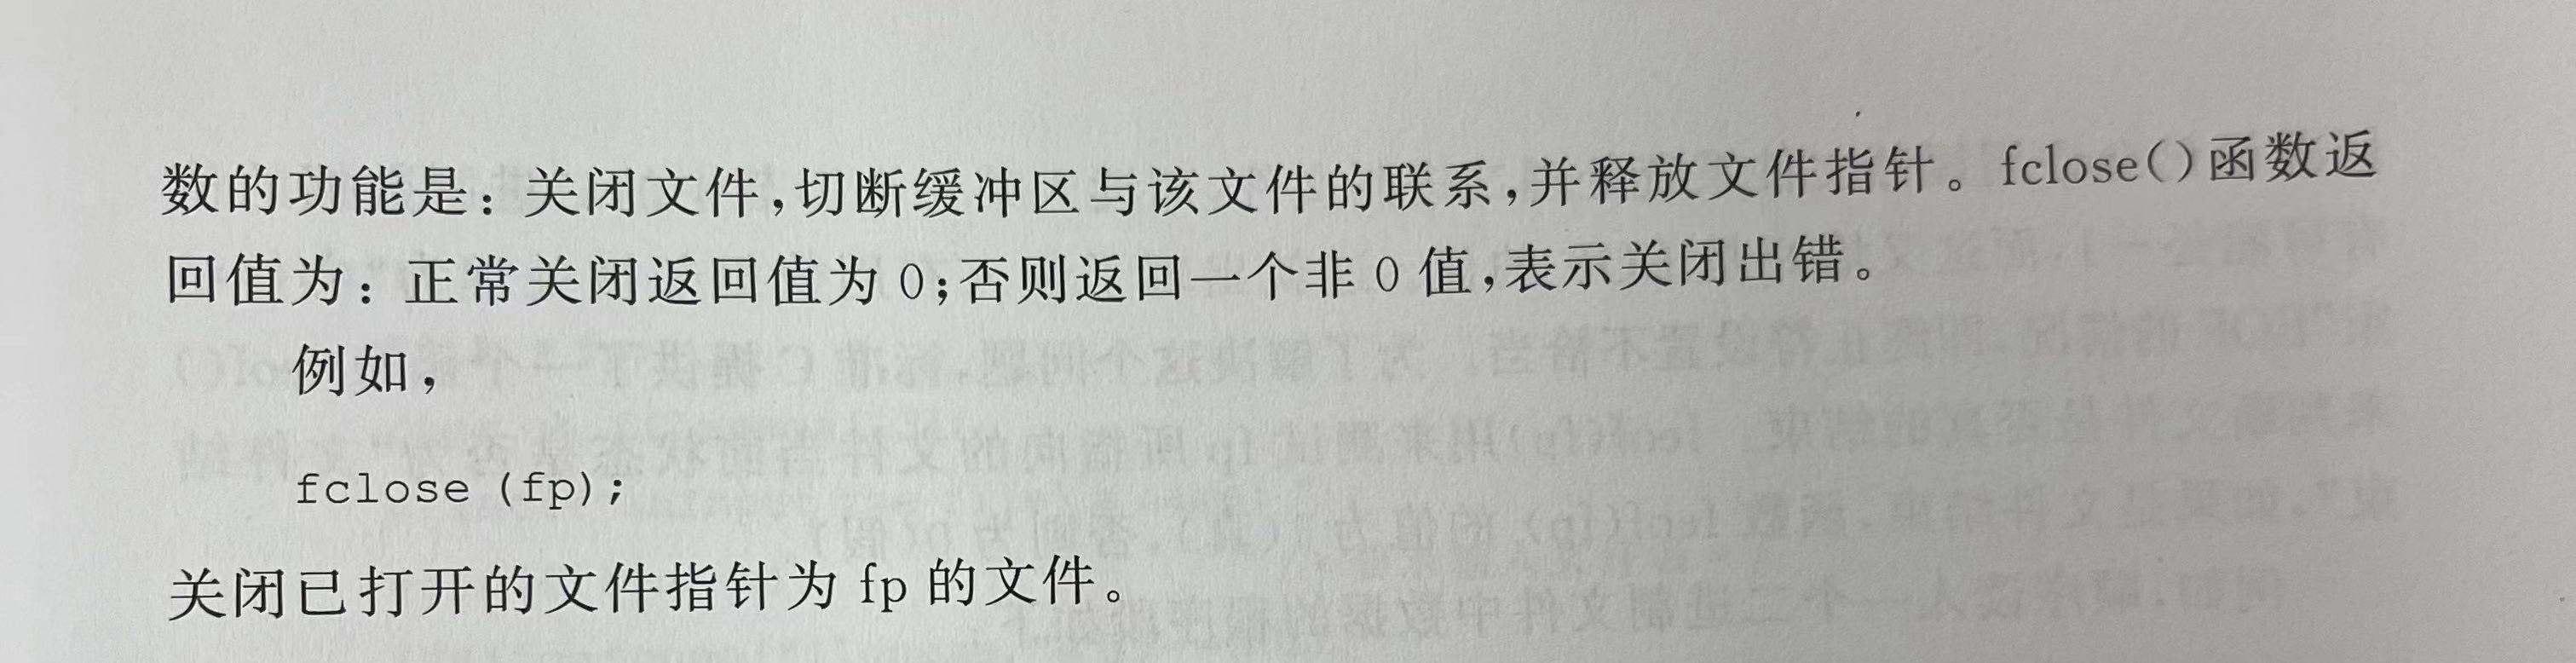 数的功能是：关闭文件,切断缓冲区与该文件的联系,并释放文件指针。fclose()函数返
回值为：正常关闭返回值为 0;否则返回一个非 0 值,表示关闭出错。
例如，
fclose (fp);
关闭已打开的文件指针为 fp 的文件。